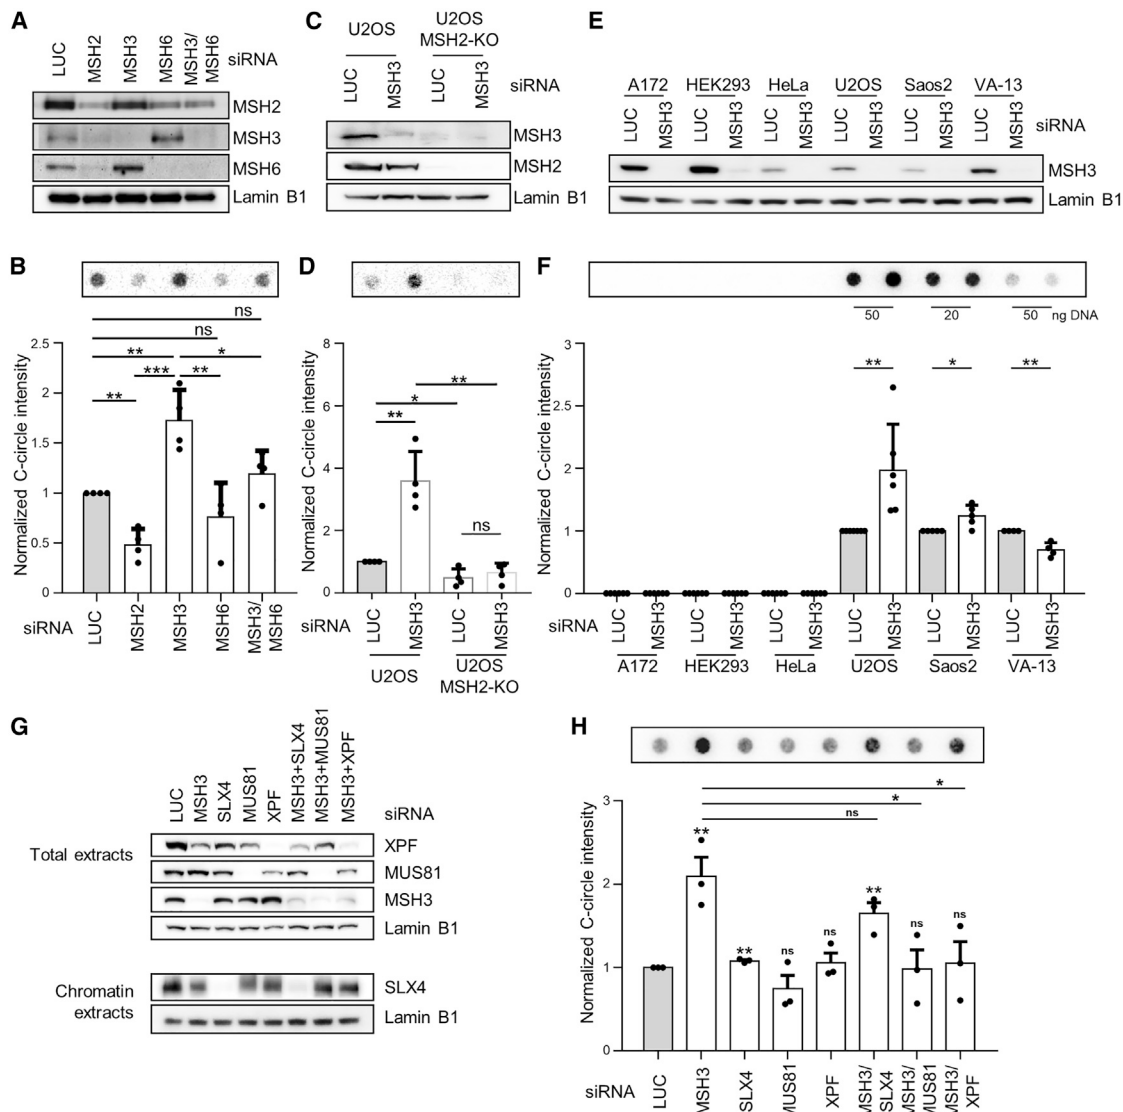 A
LUC
MSH2
MSH3
MSH6
MSH3/
MSH6
siRNA
MSH2
MSH3
MSH6
Lamin B1
C
U2OS
U2OS
MSH2-KO
LUC
MSH3
LUC
MSH3
siRNA
MSH3
MSH2
Lamin B1
E
A172 HEK293 HeLa U2OS Saos2 VA-13
LUC
MSH3
LUC
MSH3
LUC
MSH3
LUC
MSH3
LUC
MSH3
LUC
MSH3
siRNA
MSH3
Lamin B1
B
Normalized C-circle intensity
2.5
2
1.5
1
0.5
0
ns
ns
** *
*** **
**
siRNA
LUC
MSH2
MSH3
MSH6
MSH3/
MSH6
D
Normalized C-circle intensity
8
6
4
2
0
**
*
**
ns
siRNA
LUC
MSH3
LUC
MSH3
U2OS
U2OS
MSH2-KO
F
50 20 50 ng DNA
Normalized C-circle intensity
3
2.5
2
1
0
** * **
siRNA
LUC
MSH3
LUC
MSH3
LUC
MSH3
LUC
MSH3
LUC
MSH3
LUC
MSH3
A172 HEK293 HeLa U2OS Saos2 VA-13
G
LUC
MSH3
SLX4
MUS81
XPF
MSH3+SLX4
MSH3+MUS81
MSH3+XPF
siRNA
Total extracts
XPF
MUS81
MSH3
Lamin B1
Chromatin
extracts
SLX4
Lamin B1
H
Normalized C-circle intensity
3
2
1
0
*
*
ns
**
**
ns
ns
**
ns
ns
siRNA
LUC
MSH3
SLX4
MUS81
XPF
MSH3/
SLX4
MSH3/
MUS81
MSH3/
XPF